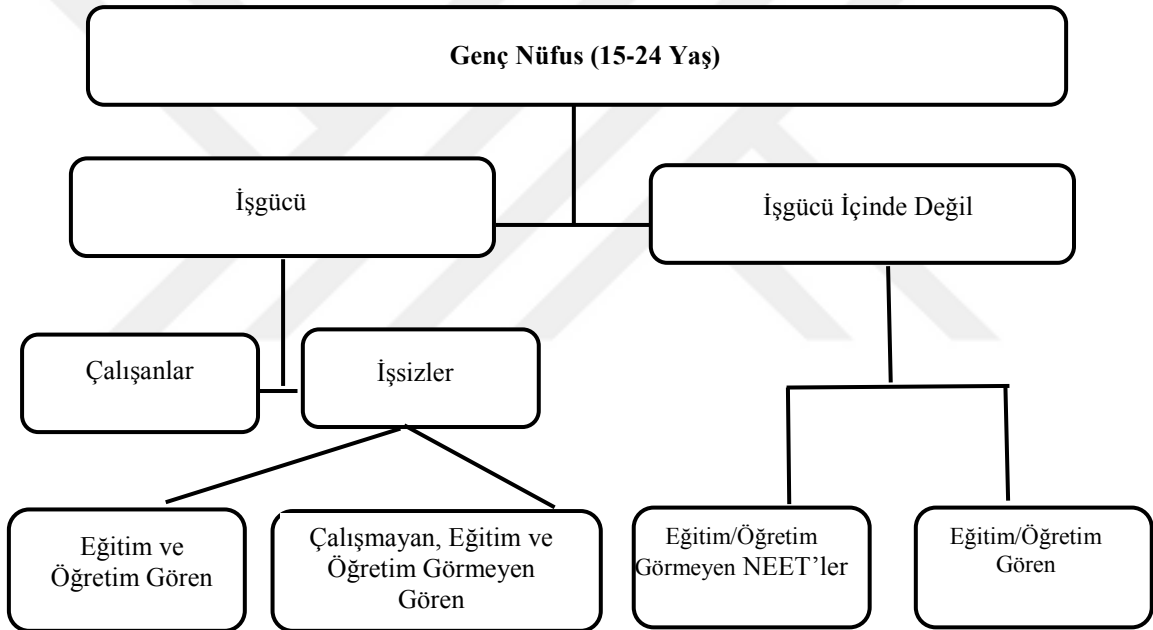 Genç Nüfus (15-24 Yaş)
İşgücü
İşgücü İçinde Değil
Çalışanlar
İşsizler
Eğitim ve
Öğretim Gören
Çalışmayan, Eğitim ve
Öğretim Görmeyen
Gören
Eğitim/Öğretim
Görmeyen NEET’ler
Eğitim/Öğretim
Gören